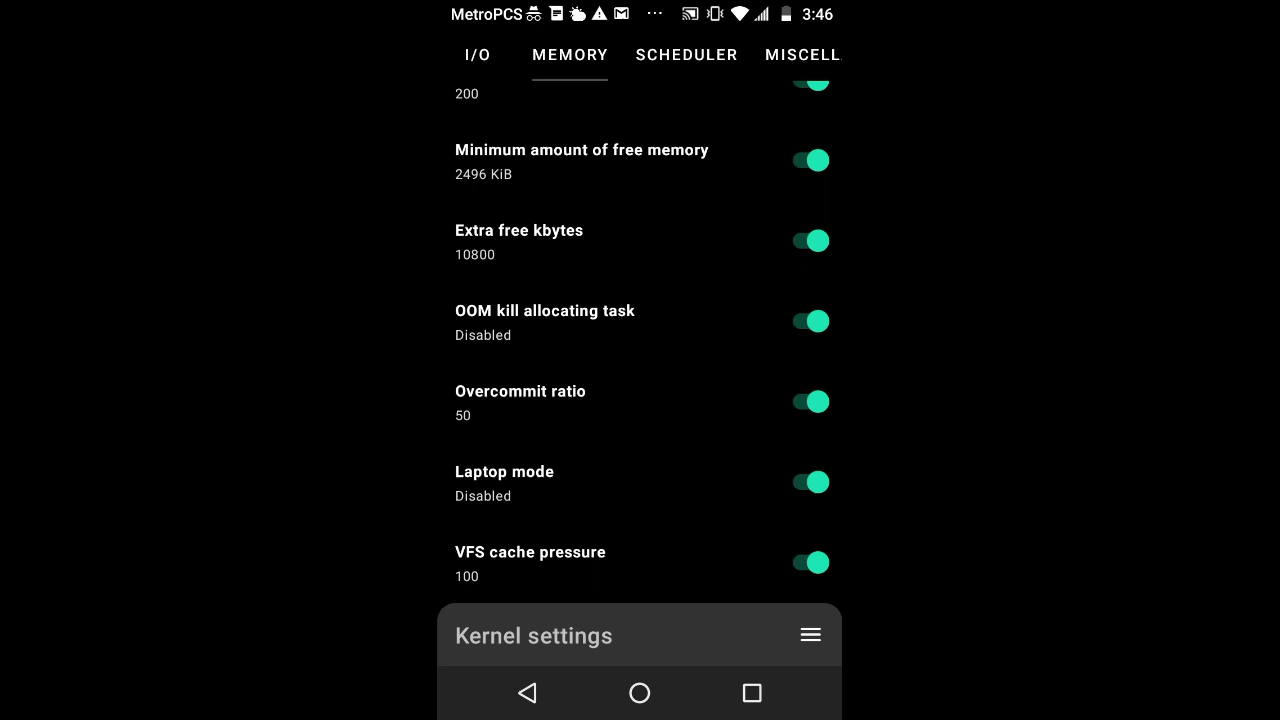 MetroPCS 3:46
I/O MEMORY SCHEDULER MISCELL
200
Minimum amount of free memory
2496 KiB
Extra free kbytes
10800
OOM kill allocating task
Disabled
Overcommit ratio
50
Laptop mode
Disabled
VFS cache pressure
100
Kernel settings